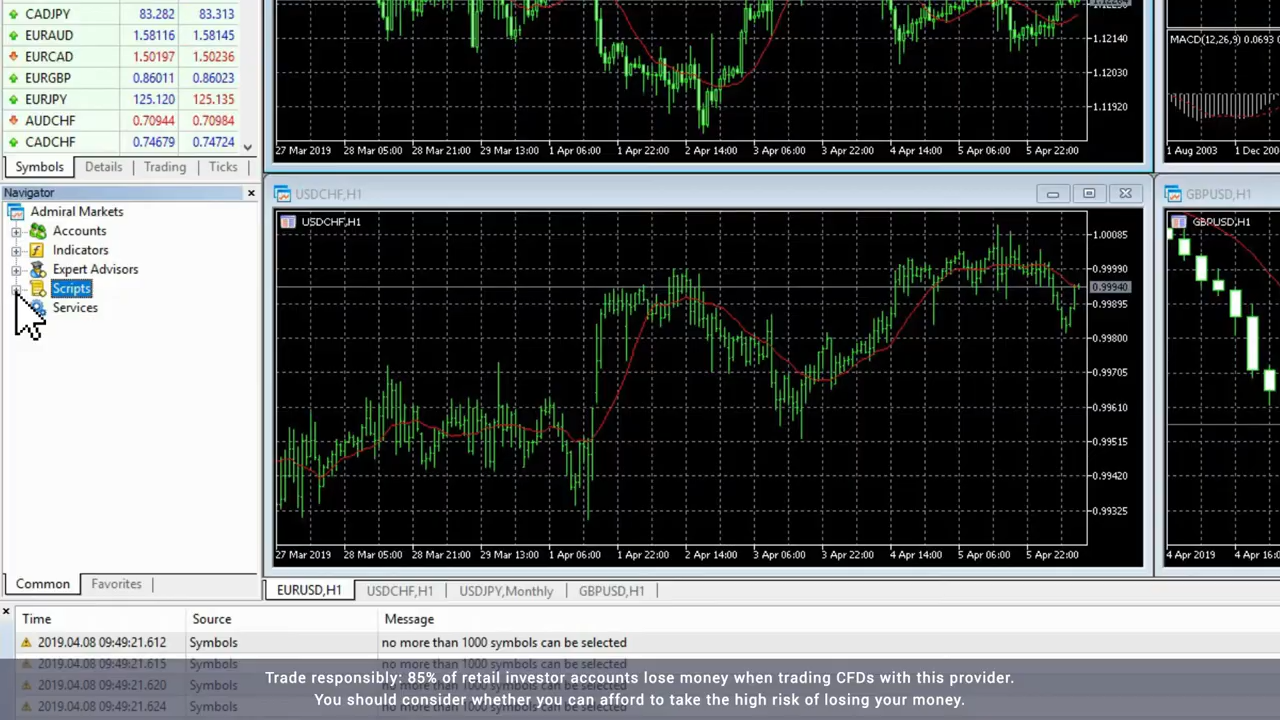 CADJPY 83.282 83.313
EURAUD 1.58116 1.58145
EURCAD 1.50197 1.50236
EURGBP 0.86011 0.86023
EURJPY 125.120 125.135
AUDCHF 0.70944 0.70984
CADCHF 0.74679 0.74724
Symbols Details Trading Ticks
Navigator
Admiral Markets
Accounts
Indicators
Expert Advisors
Scripts
Services
Common Favorites
1.12140
1.12030
1.11920
27 Mar 2019 28 Mar 05:00 28 Mar 21:00 29 Mar 13:00 1 Apr 06:00 1 Apr 22:00 2 Apr 14:00 3 Apr 06:00 3 Apr 22:00 4 Apr 14:00 5 Apr 06:00 5 Apr 22:00
MACD(12,26,9) 0.0693
1 Aug 2003 1 Dec 200
USDCHF,H1
USDCHF,H1
1.00085
0.99990
0.99940
0.99895
0.99800
0.99705
0.99610
0.99515
0.99420
0.99325
27 Mar 2019 28 Mar 05:00 28 Mar 21:00 29 Mar 13:00 1 Apr 06:00 1 Apr 22:00 2 Apr 14:00 3 Apr 06:00 3 Apr 22:00 4 Apr 14:00 5 Apr 06:00 5 Apr 22:00
GBPUSD,H1
GBPUSD,H1
4 Apr 2019 4 Apr 16:0
EURUSD,H1 USDCHF,H1 USDJPY,Monthly GBPUSD,H1
Time Source Message
2019.04.08 09:49:21.612 Symbols no more than 1000 symbols can be selected
2019.04.08 09:49:21.615 Symbols no more than 1000 symbols can be selected
2019.04.08 09:49:21.620 Symbols
2019.04.08 09:49:21.624 Symbols
Trade responsibly: 85% of retail investor accounts lose money when trading CFDs with this provider.
You should consider whether you can afford to take the high risk of losing your money.